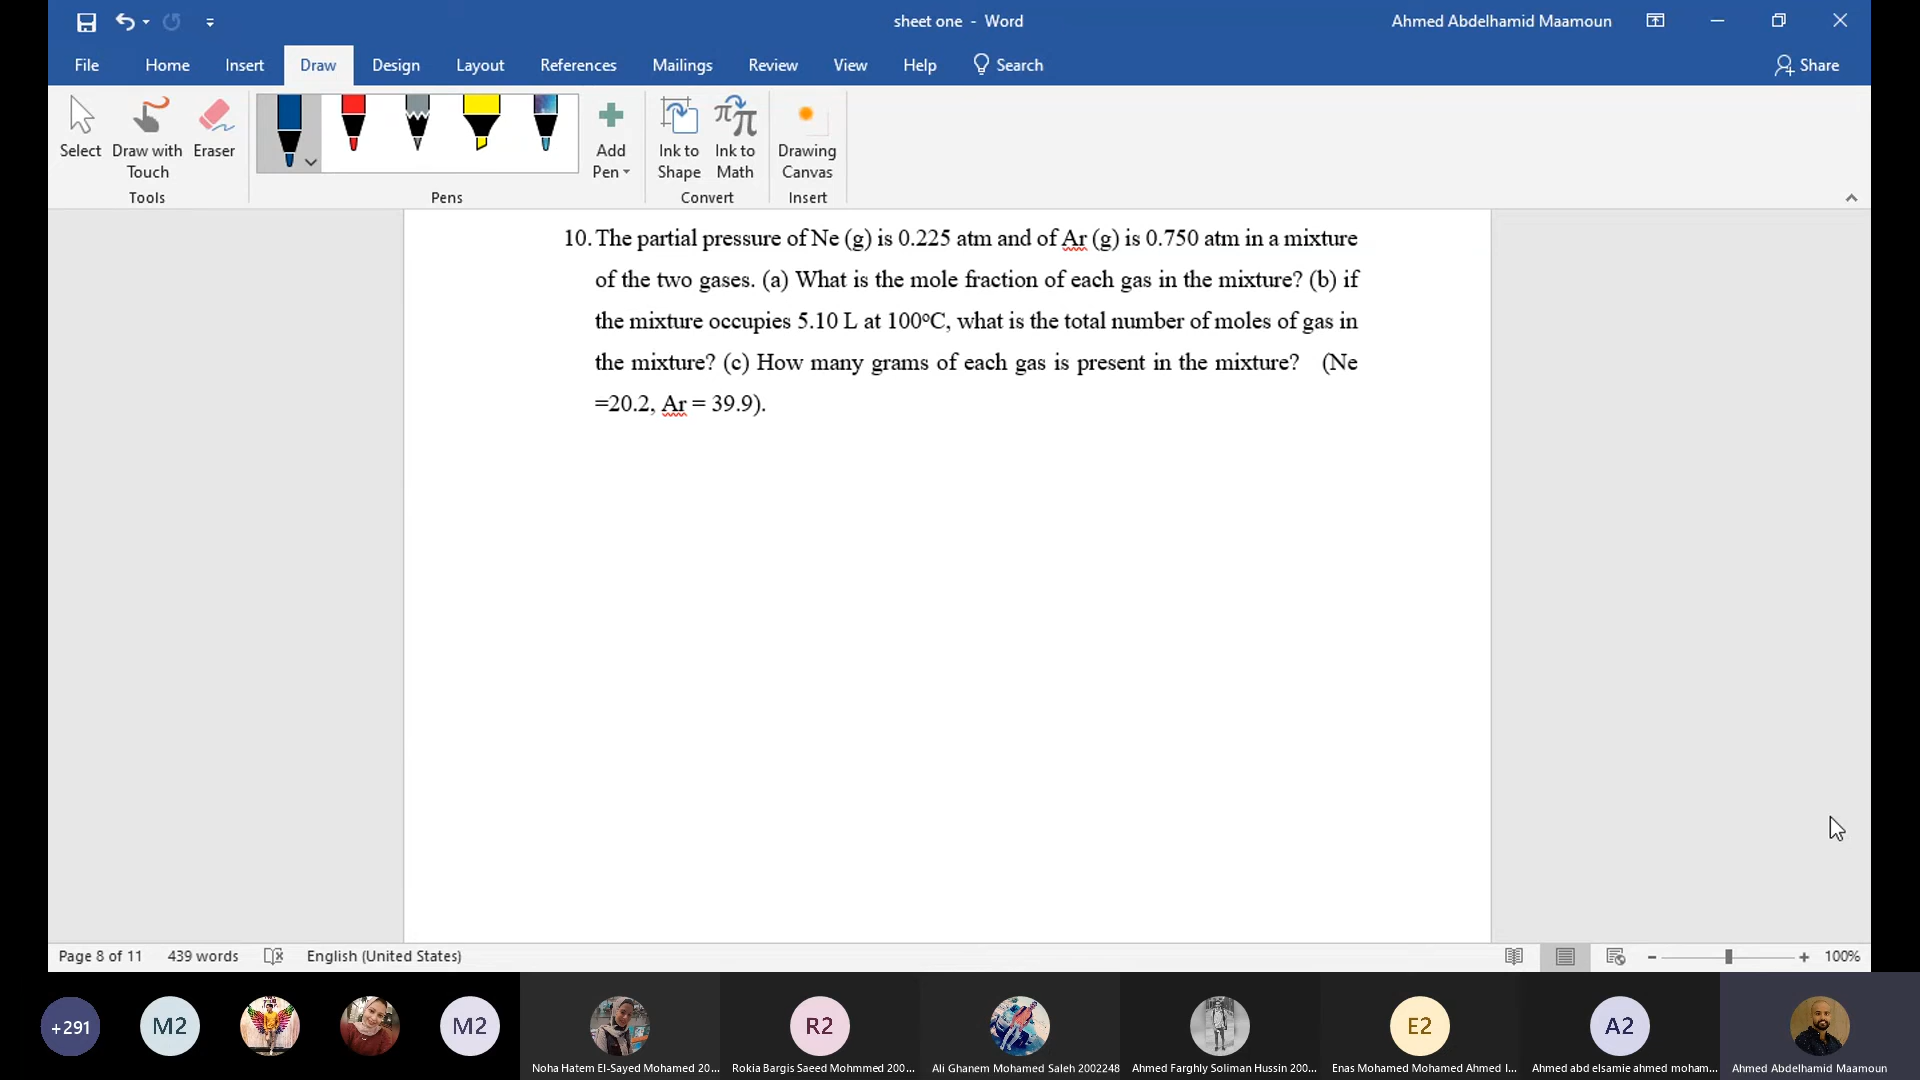 sheet one - Word
Ahmed Abdelhamid Maamoun
File Home Insert Draw Design Layout References Mailings Review View Help Search Share
Select
Draw with Touch
Eraser
Add Pen
Ink to Shape
Ink to Math
Drawing Canvas
Tools Pens Convert Insert
10. The partial pressure of Ne (g) is 0.225 atm and of Ar (g) is 0.750 atm in a mixture
of the two gases. (a) What is the mole fraction of each gas in the mixture? (b) if
the mixture occupies 5.10 L at 100ºC, what is the total number of moles of gas in
the mixture? (c) How many grams of each gas is present in the mixture? (Ne
=20.2, Ar = 39.9).
Page 8 of 11 439 words English (United States) 100%
+291 M2 M2 R2 E2 A2
Noha Hatem El-Sayed Mohamed 20... Rokia Bargis Saeed Mohmmed 200... Ali Ghanem Mohamed Saleh 2002248 Ahmed Farghly Soliman Hussin 200... Enas Mohamed Mohamed Ahmed I... Ahmed abd elsamie ahmed moham... Ahmed Abdelhamid Maamoun